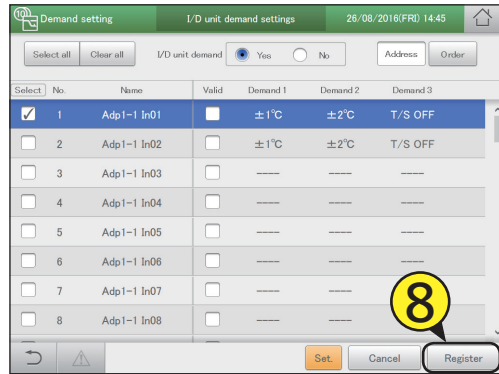 10) Demand setting I/D unit demand settings 26/08/2016(FRI) 14:45
Select all Clear all I/D unit demand Yes No Address Order
Select No. Name Valid Demand 1 Demand 2 Demand 3
1 Adp1-1 In01 ±1℃ ±2℃ T/S OFF
2 Adp1-1 In02 ±1℃ ±2℃ T/S OFF
3 Adp1-1 In03 ---- ---- ----
4 Adp1-1 In04 ---- ---- ----
5 Adp1-1 In05 ---- ---- ----
6 Adp1-1 In06 ---- ---- ----
7 Adp1-1 In07 ---- ---- ----
8 Adp1-1 In08 ---- ---- ----
8
Set. Cancel Register